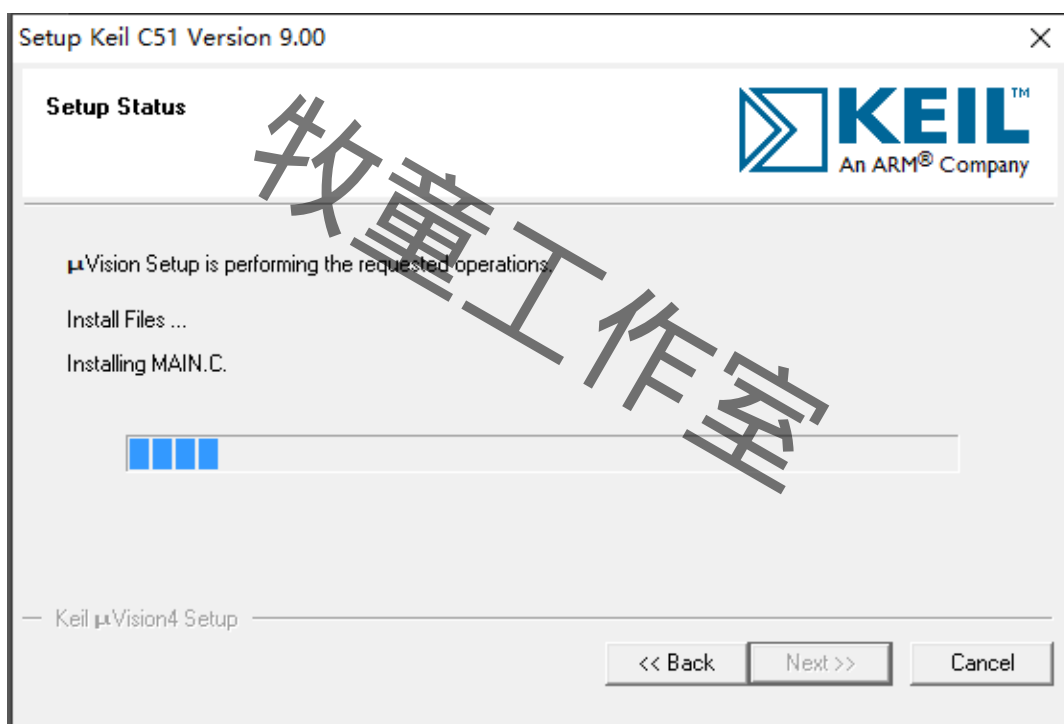 Setup Keil C51 Version 9.00
Setup Status
KEIL™
An ARM® Company
牧童工作室
µVision Setup is performing the requested operations.
Install Files ...
Installing MAIN.C.
Keil µVision4 Setup
<< Back
Next >>
Cancel